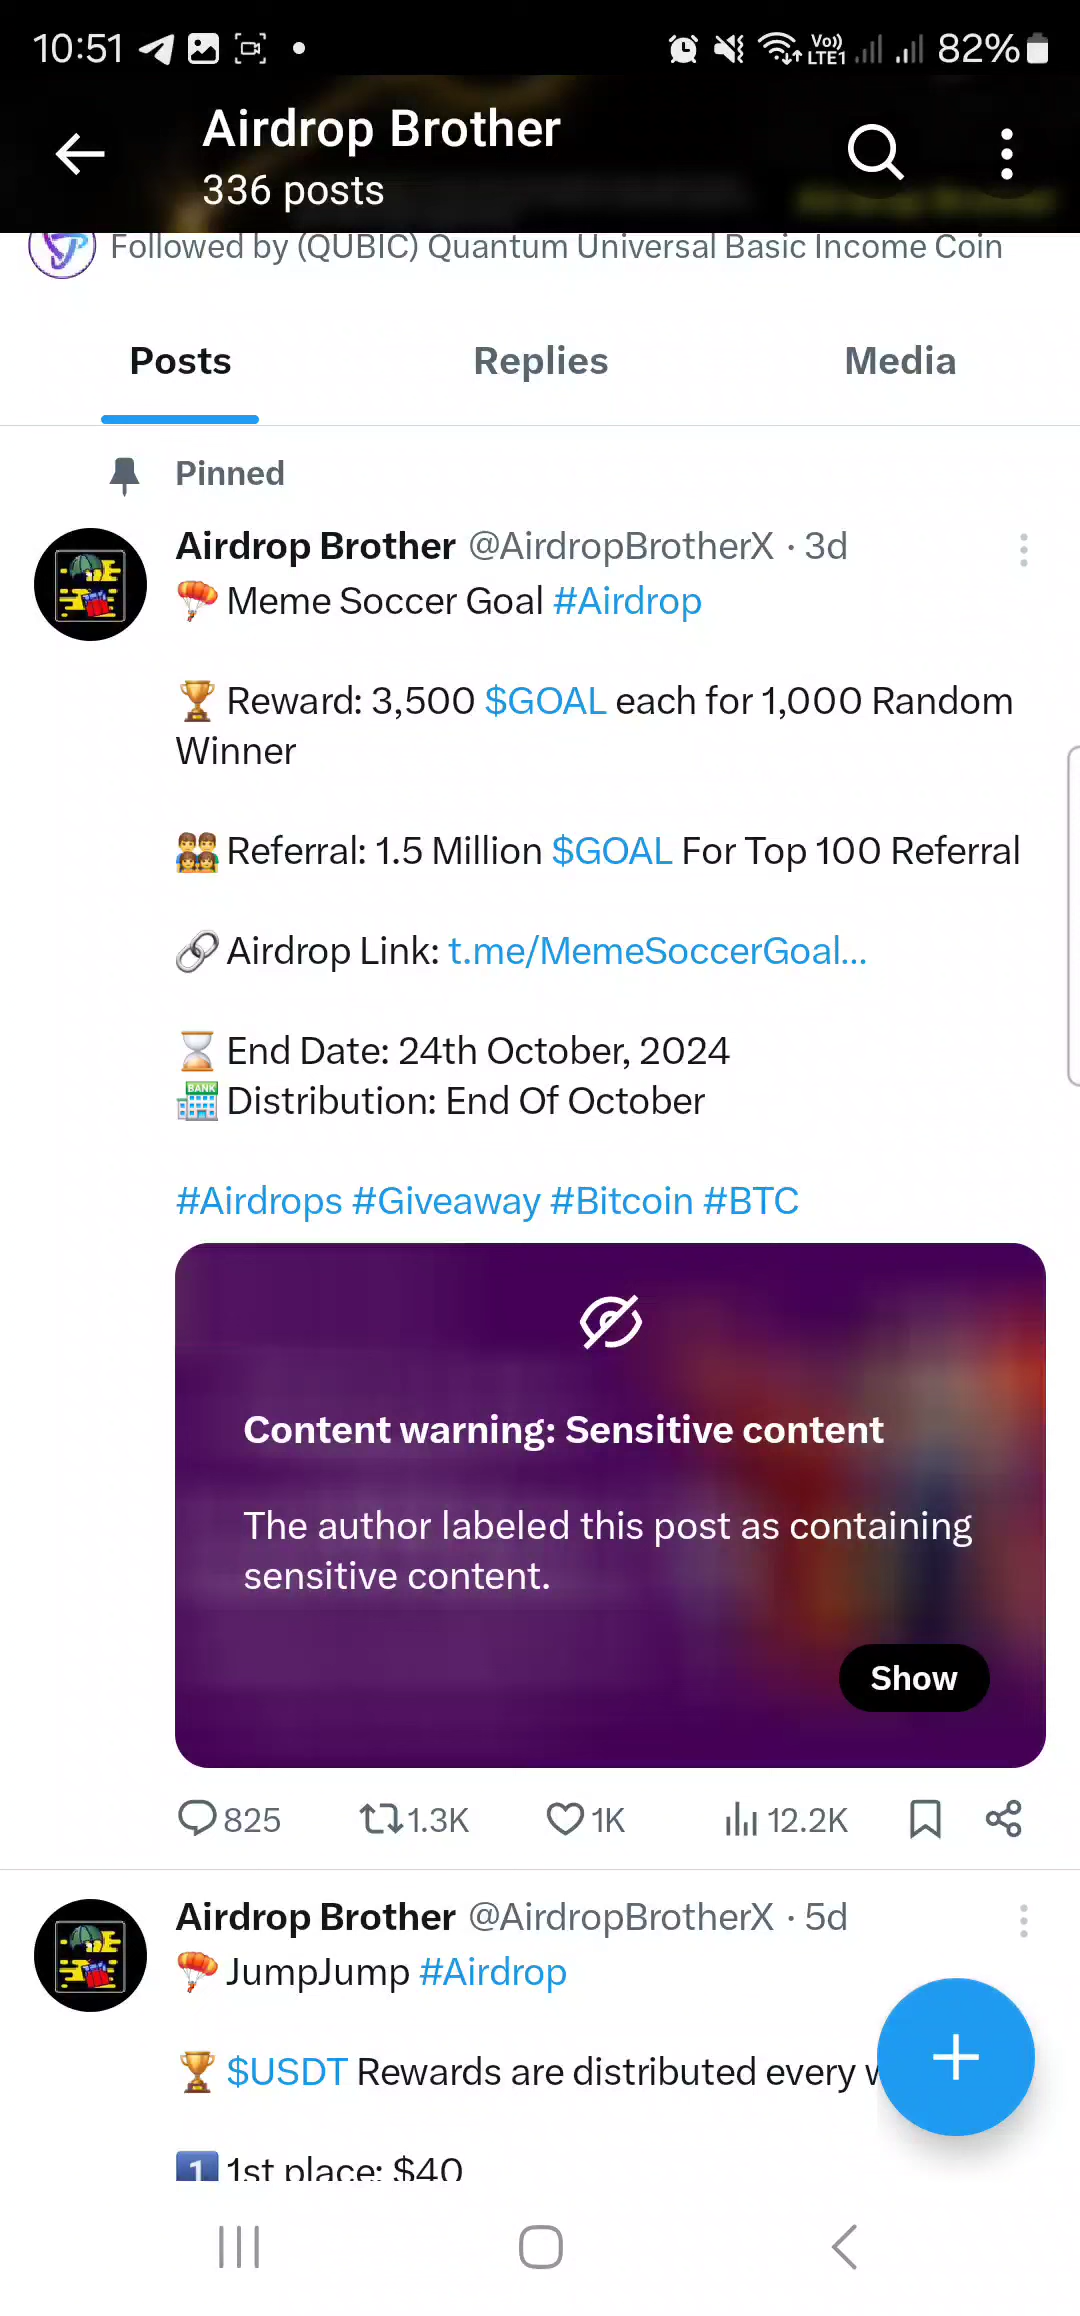 10:51
Vo))
LTE1
82%
Airdrop Brother
336 posts
Followed by (QUBIC) Quantum Universal Basic Income Coin
Posts Replies Media
Pinned
Airdrop Brother @AirdropBrotherX · 3d
🪂 Meme Soccer Goal #Airdrop
🏆 Reward: 3,500 $GOAL each for 1,000 Random
Winner
👨‍👩‍👧‍👦 Referral: 1.5 Million $GOAL For Top 100 Referral
🔗 Airdrop Link: t.me/MemeSoccerGoal...
⏳ End Date: 24th October, 2024
🏦 Distribution: End Of October
#Airdrops #Giveaway #Bitcoin #BTC
Content warning: Sensitive content
The author labeled this post as containing
sensitive content.
Show
825 1.3K 1K 12.2K
Airdrop Brother @AirdropBrotherX · 5d
🪂 JumpJump #Airdrop
🏆 $USDT Rewards are distributed every
1️⃣ 1st place: $40